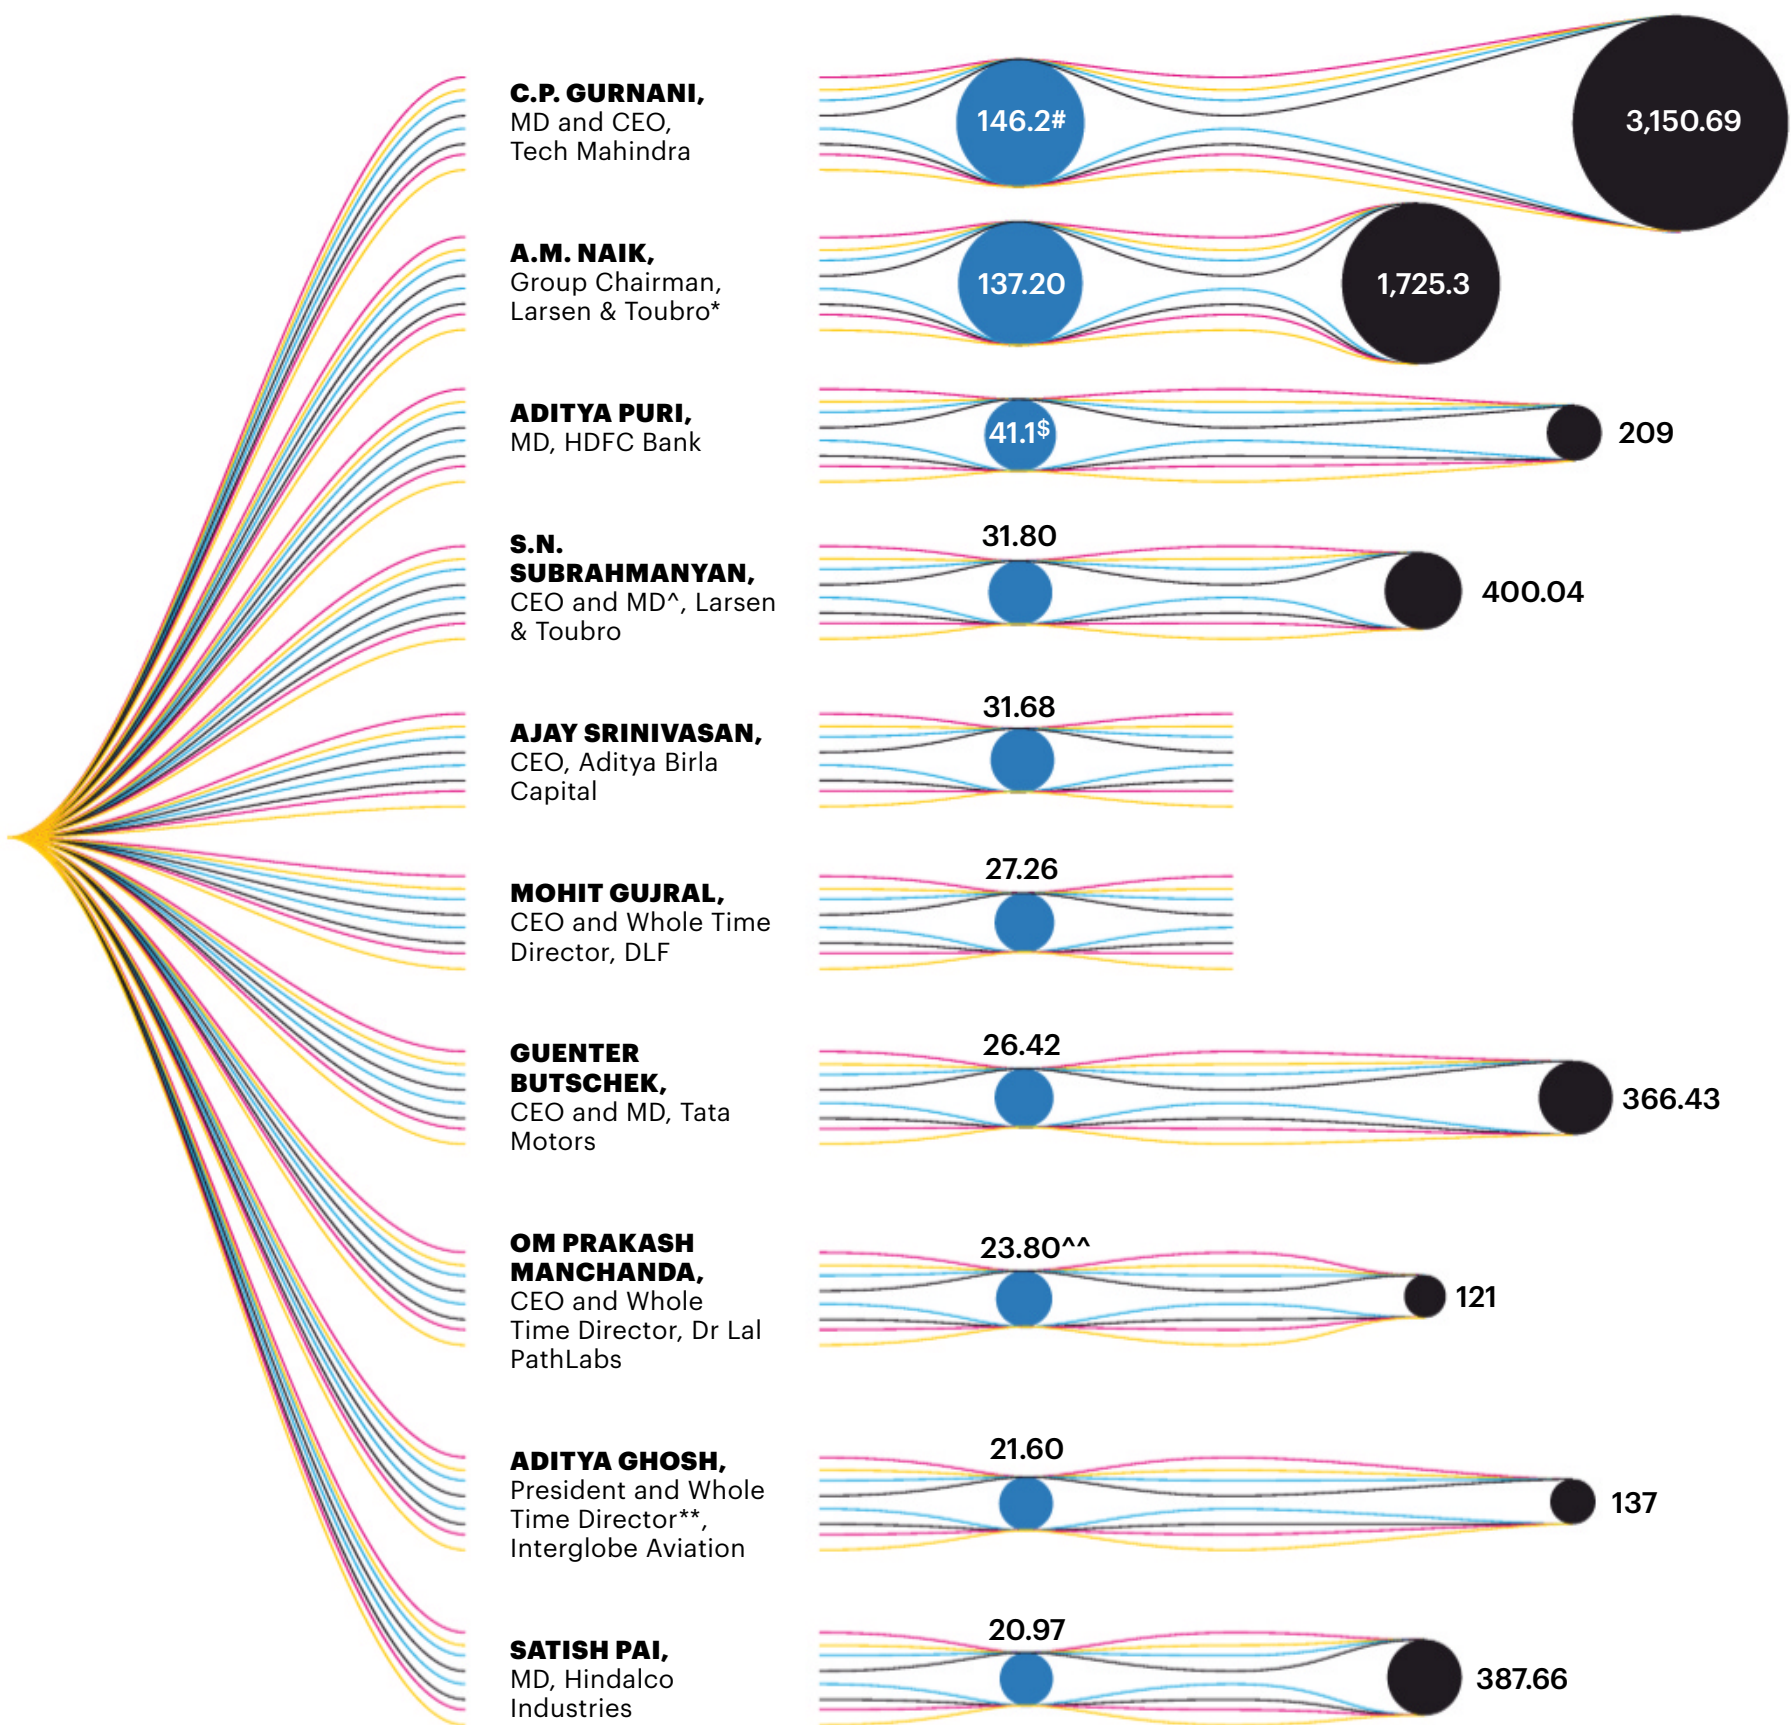 C.P. GURNANI,
MD and CEO,
Tech Mahindra
146.2#
3,150.69
A.M. NAIK,
Group Chairman,
Larsen & Toubro*
137.20
1,725.3
ADITYA PURI,
MD, HDFC Bank
41.1$
209
S.N.
SUBRAHMANYAN,
CEO and MD^, Larsen
& Toubro
31.80
400.04
AJAY SRINIVASAN,
CEO, Aditya Birla
Capital
31.68
MOHIT GUJRAL,
CEO and Whole Time
Director, DLF
27.26
GUENTER
BUTSCHEK,
CEO and MD, Tata
Motors
26.42
366.43
OM PRAKASH
MANCHANDA,
CEO and Whole
Time Director, Dr Lal
PathLabs
23.80^^
121
ADITYA GHOSH,
President and Whole
Time Director**,
Interglobe Aviation
21.60
137
SATISH PAI,
MD, Hindalco
Industries
20.97
387.66